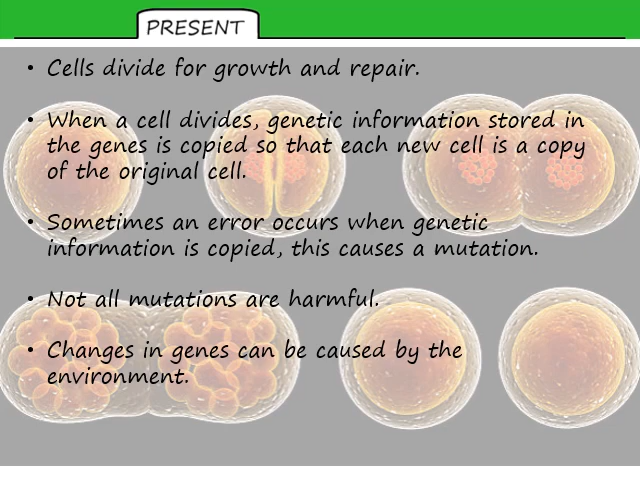 PRESENT
• Cells divide for growth and repair.
• When a cell divides, genetic information stored in
the genes is copied so that each new cell is a copy
of the original cell.
• Sometimes an error occurs when genetic
information is copied, this causes a mutation.
• Not all mutations are harmful.
• Changes in genes can be caused by the
environment.